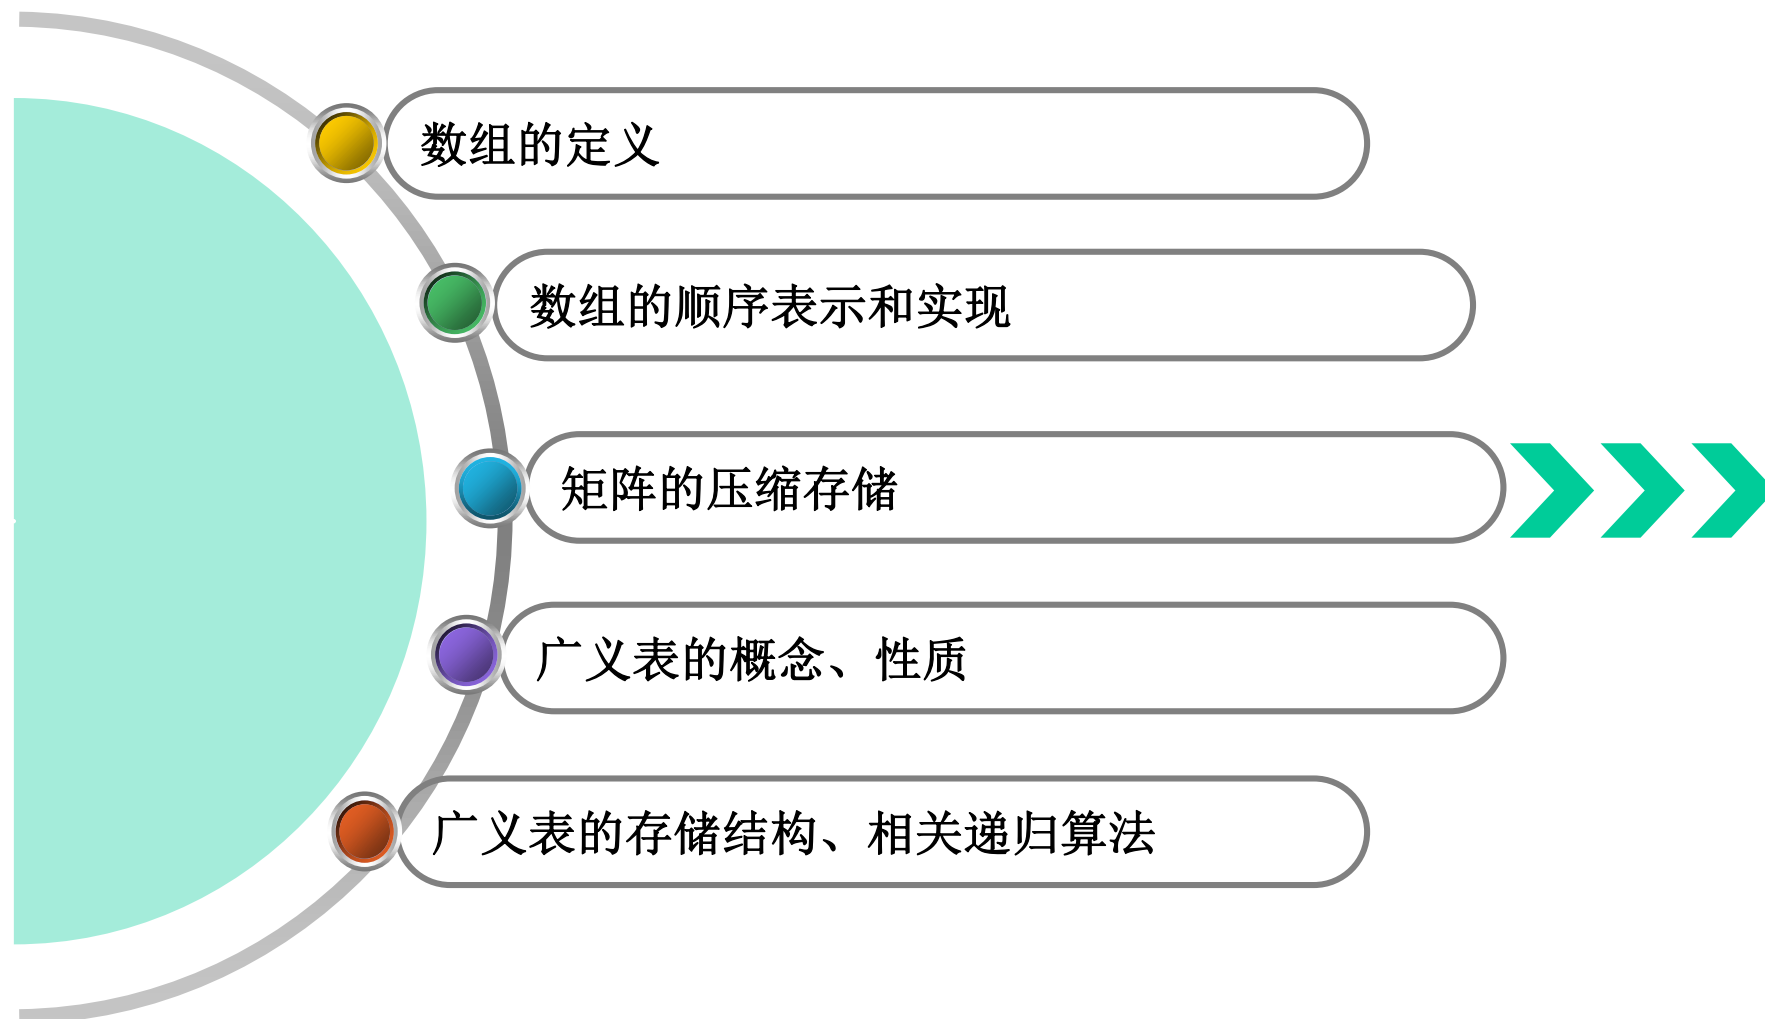 数组的定义
数组的顺序表示和实现
矩阵的压缩存储
广义表的概念、性质
广义表的存储结构、相关递归算法